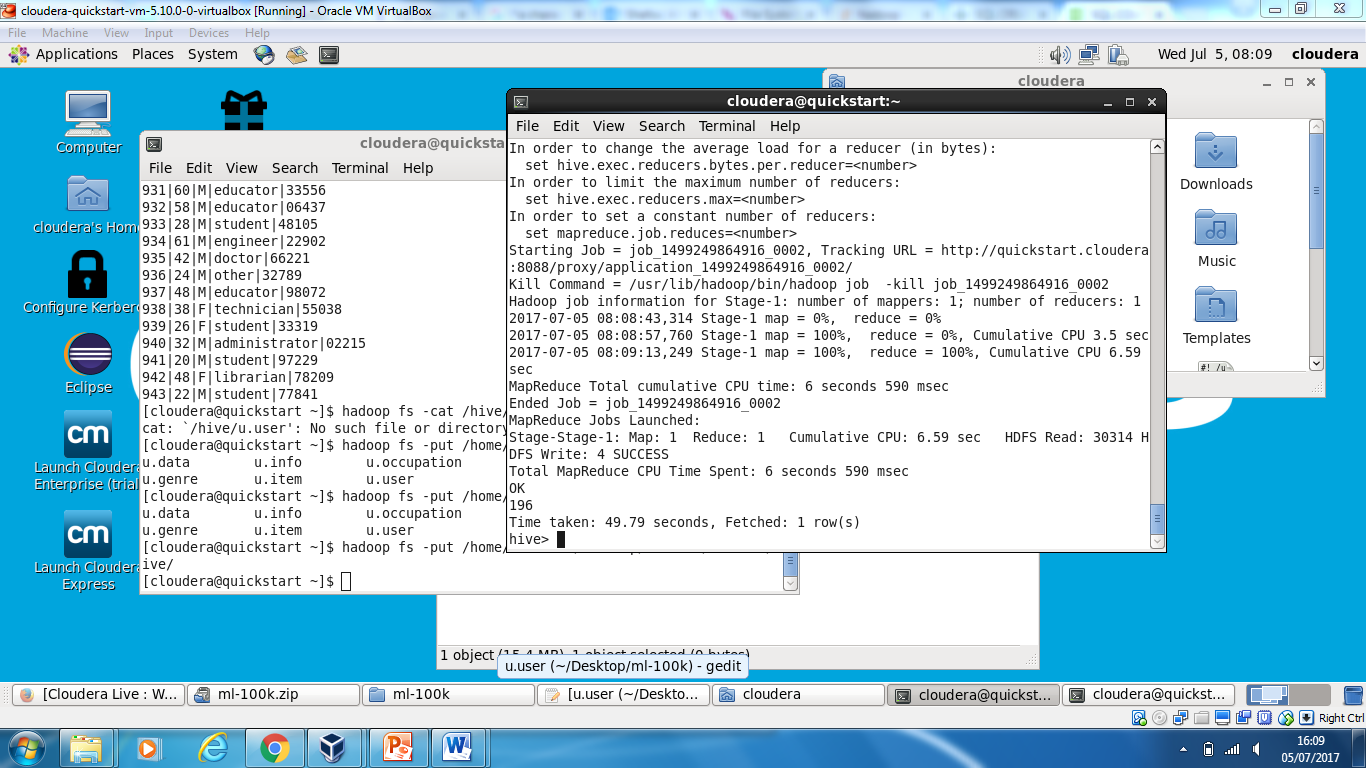 cloudera-quickstart-vm-5.10.0-0-virtualbox [Running] - Oracle VM VirtualBox
File Machine View Input Devices Help
Applications Places System
Wed Jul 5, 08:09 cloudera
Computer
cloudera's Home
Configure Kerbero
Eclipse
Launch Cloudera
Enterprise (trial
Launch Cloudera
Express
cloudera
Downloads
Music
Templates
#! /u
cloudera@quicksta
File Edit View Search Terminal Help
931|60|M|educator|33556
932|58|M|educator|06437
933|28|M|student|48105
934|61|M|engineer|22902
935|42|M|doctor|66221
936|24|M|other|32789
937|48|M|educator|98072
938|38|F|technician|55038
939|26|F|student|33319
940|32|M|administrator|02215
941|20|M|student|97229
942|48|F|librarian|78209
943|22|M|student|77841
[cloudera@quickstart ~]$ hadoop fs -cat /hive/
cat: `/hive/u.user': No such file or directory
[cloudera@quickstart ~]$ hadoop fs -put /home/
u.data u.info u.occupation
u.genre u.item u.user
[cloudera@quickstart ~]$ hadoop fs -put /home/
u.data u.info u.occupation
u.genre u.item u.user
[cloudera@quickstart ~]$ hadoop fs -put /home/
ive/
[cloudera@quickstart ~]$
cloudera@quickstart:~
File Edit View Search Terminal Help
In order to change the average load for a reducer (in bytes):
set hive.exec.reducers.bytes.per.reducer=<number>
In order to limit the maximum number of reducers:
set hive.exec.reducers.max=<number>
In order to set a constant number of reducers:
set mapreduce.job.reduces=<number>
Starting Job = job_1499249864916_0002, Tracking URL = http://quickstart.cloudera
:8088/proxy/application_1499249864916_0002/
Kill Command = /usr/lib/hadoop/bin/hadoop job -kill job_1499249864916_0002
Hadoop job information for Stage-1: number of mappers: 1; number of reducers: 1
2017-07-05 08:08:43,314 Stage-1 map = 0%, reduce = 0%
2017-07-05 08:08:57,760 Stage-1 map = 100%, reduce = 0%, Cumulative CPU 3.5 sec
2017-07-05 08:09:13,249 Stage-1 map = 100%, reduce = 100%, Cumulative CPU 6.59
sec
MapReduce Total cumulative CPU time: 6 seconds 590 msec
Ended Job = job_1499249864916_0002
MapReduce Jobs Launched:
Stage-Stage-1: Map: 1 Reduce: 1 Cumulative CPU: 6.59 sec HDFS Read: 30314 H
DFS Write: 4 SUCCESS
Total MapReduce CPU Time Spent: 6 seconds 590 msec
OK
196
Time taken: 49.79 seconds, Fetched: 1 row(s)
hive>
1 object (15.4 MB), 1 object selected (0 bytes)
u.user (~/Desktop/ml-100k) - gedit
[Cloudera Live : W...
ml-100k.zip
ml-100k
[u.user (~/Deskto...
cloudera
cloudera@quickst...
cloudera@quickst...
Right Ctrl
16:09
05/07/2017